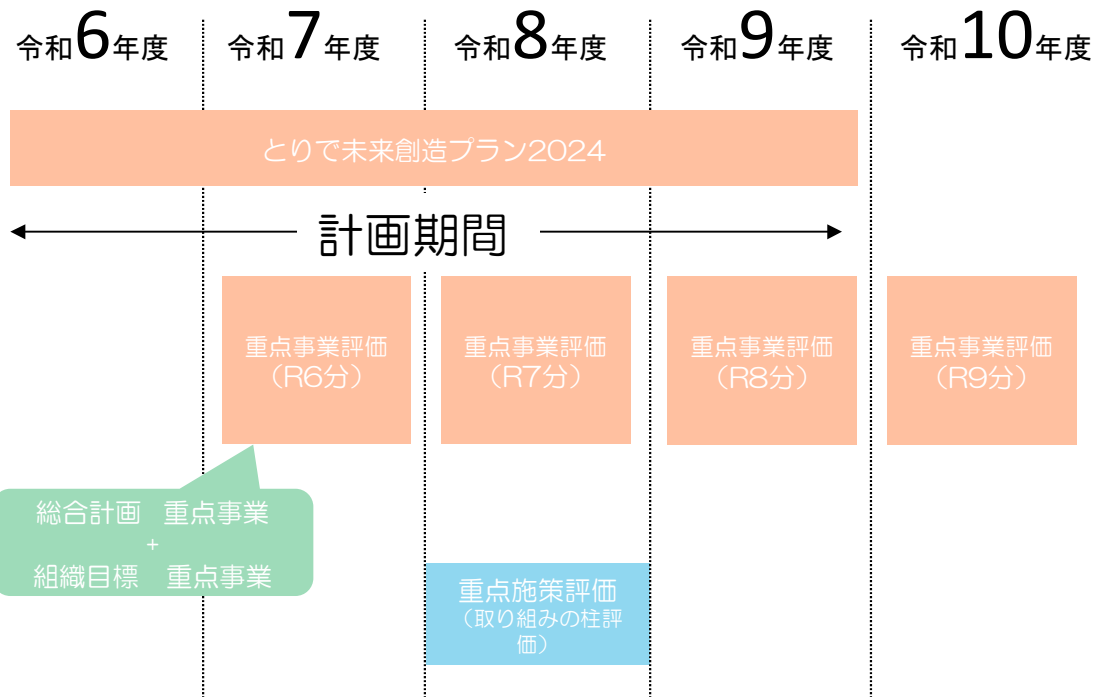 令和6年度 令和7年度 令和8年度 令和9年度 令和10年度
とりで未来創造プラン2024
計画期間
重点事業評価
（R6分）
重点事業評価
（R7分）
重点事業評価
（R8分）
重点事業評価
（R9分）
総合計画　重点事業
+
組織目標　重点事業
重点施策評価
（取り組みの柱評
価）